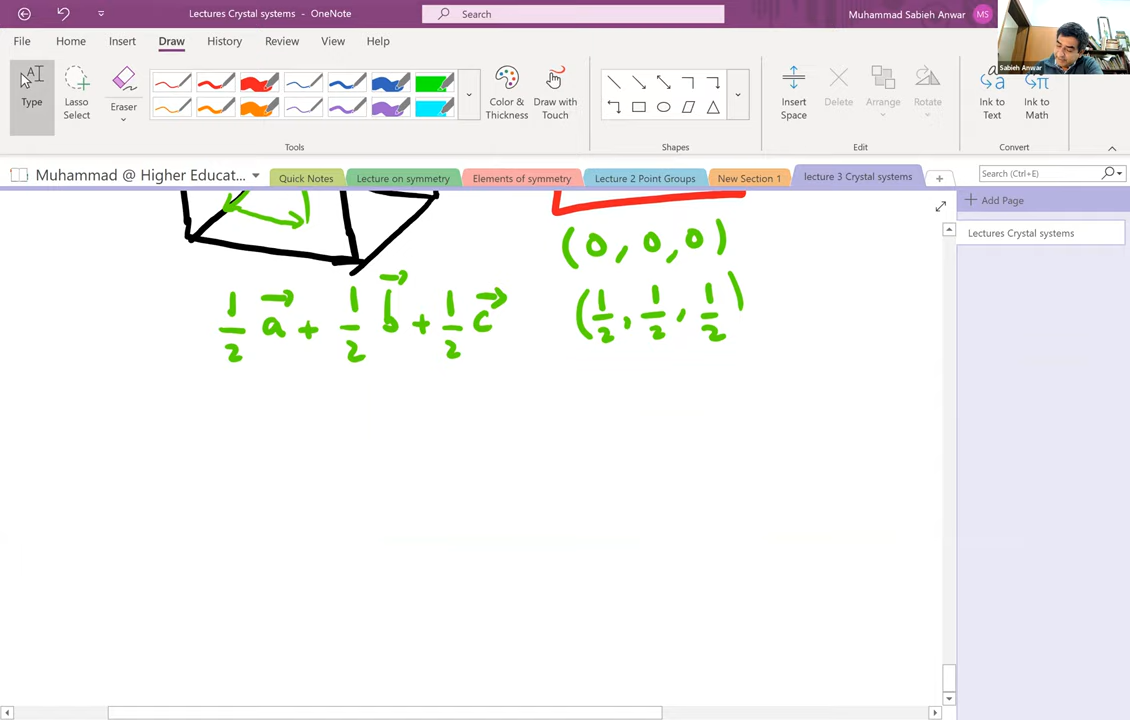 Lectures Crystal systems - OneNote
Search
Muhammad Sabieh Anwar
MS
File
Home
Insert
Draw
History
Review
View
Help
Sabieh Anwar
Type
Lasso Select
Eraser
Color & Thickness
Draw with Touch
Insert Space
Delete
Arrange
Rotate
Ink to Text
Ink to Math
Tools
Shapes
Edit
Convert
Muhammad @ Higher Educat...
Quick Notes
Lecture on symmetry
Elements of symmetry
Lecture 2 Point Groups
New Section 1
lecture 3 Crystal systems
Search (Ctrl+E)
Add Page
Lectures Crystal systems
(0, 0, 0)
1/2 a⃗ + 1/2 b⃗ + 1/2 c⃗
(1/2, 1/2, 1/2)